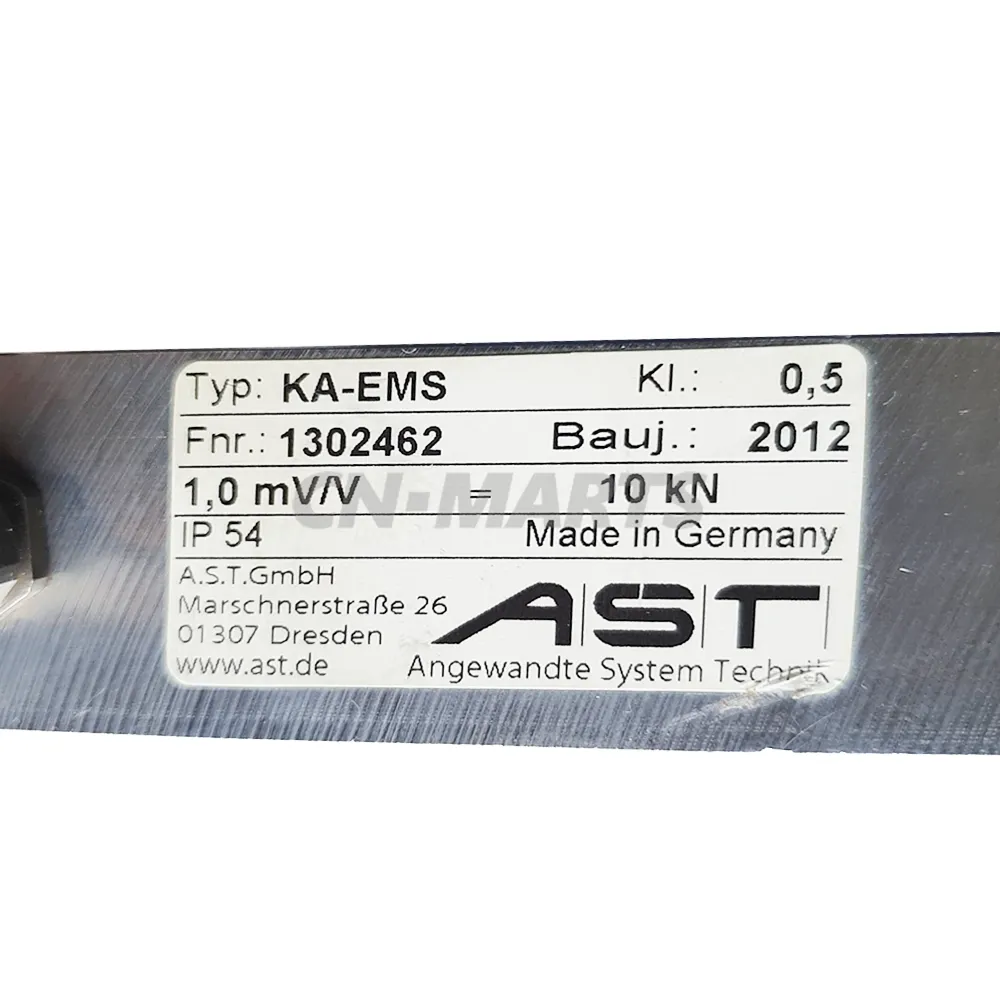 Typ: KA-EMS Kl.: 0,5
Fnr.: 1302462 Bauj.: 2012
1,0 mV/V = 10 kN
CN-MARTS
IP 54 Made in Germany
A.S.T.GmbH
Marschnerstraße 26
01307 Dresden
www.ast.de
AST
Angewandte System Technik